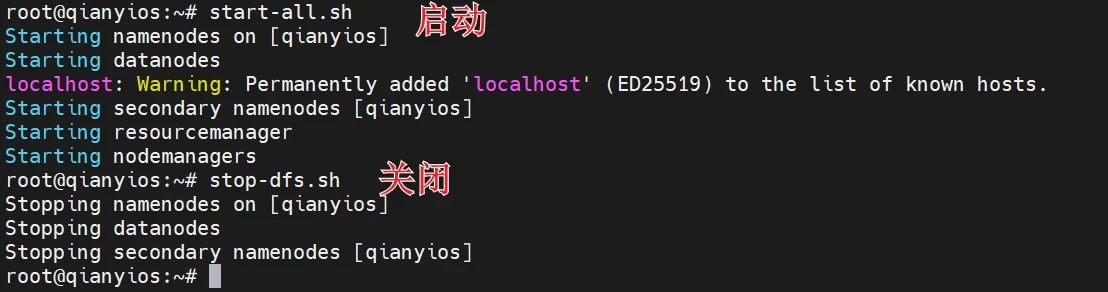 root@qianyios:~# start-all.sh 启动
Starting namenodes on [qianyios]
Starting datanodes
localhost: Warning: Permanently added 'localhost' (ED25519) to the list of known hosts.
Starting secondary namenodes [qianyios]
Starting resourcemanager
Starting nodemanagers
root@qianyios:~# stop-dfs.sh 关闭
Stopping namenodes on [qianyios]
Stopping datanodes
Stopping secondary namenodes [qianyios]
root@qianyios:~#